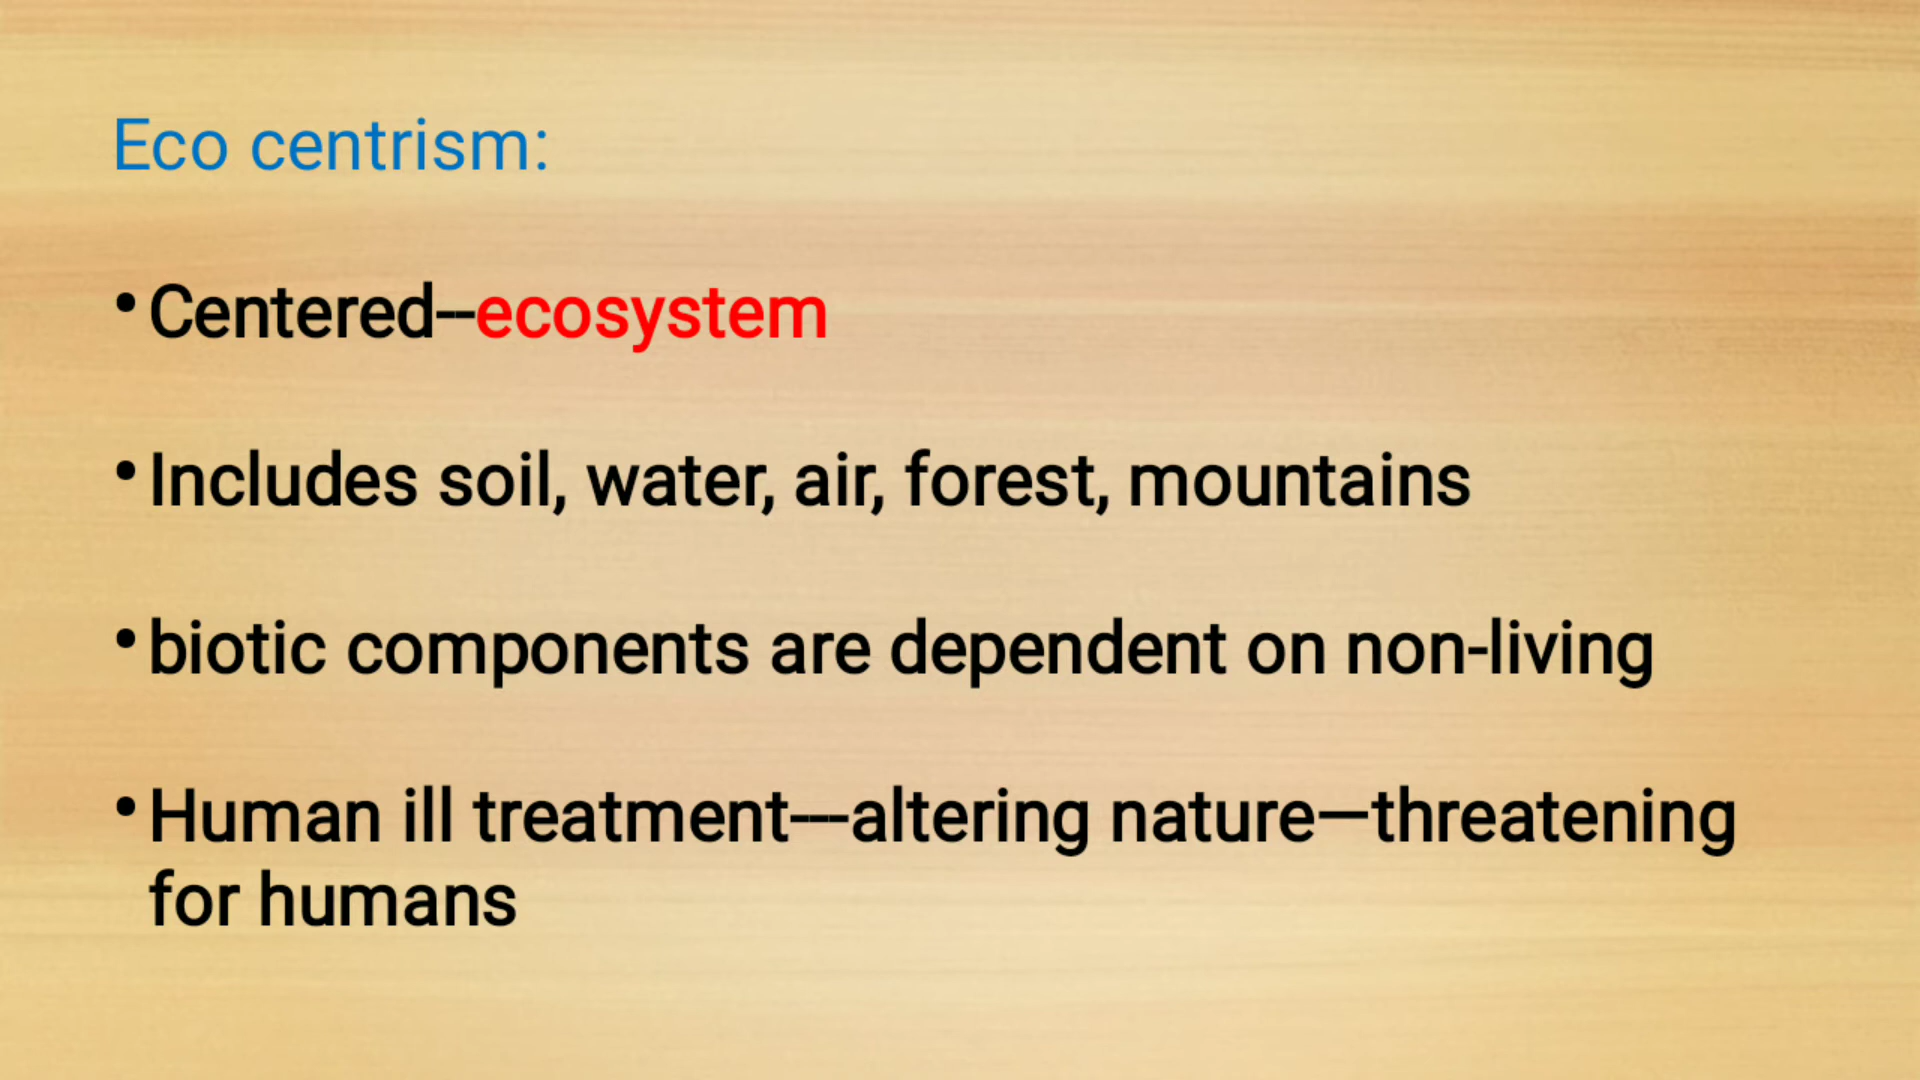 Eco centrism:
•Centered--ecosystem
•Includes soil, water, air, forest, mountains
•biotic components are dependent on non-living
•Human ill treatment---altering nature—threatening
for humans